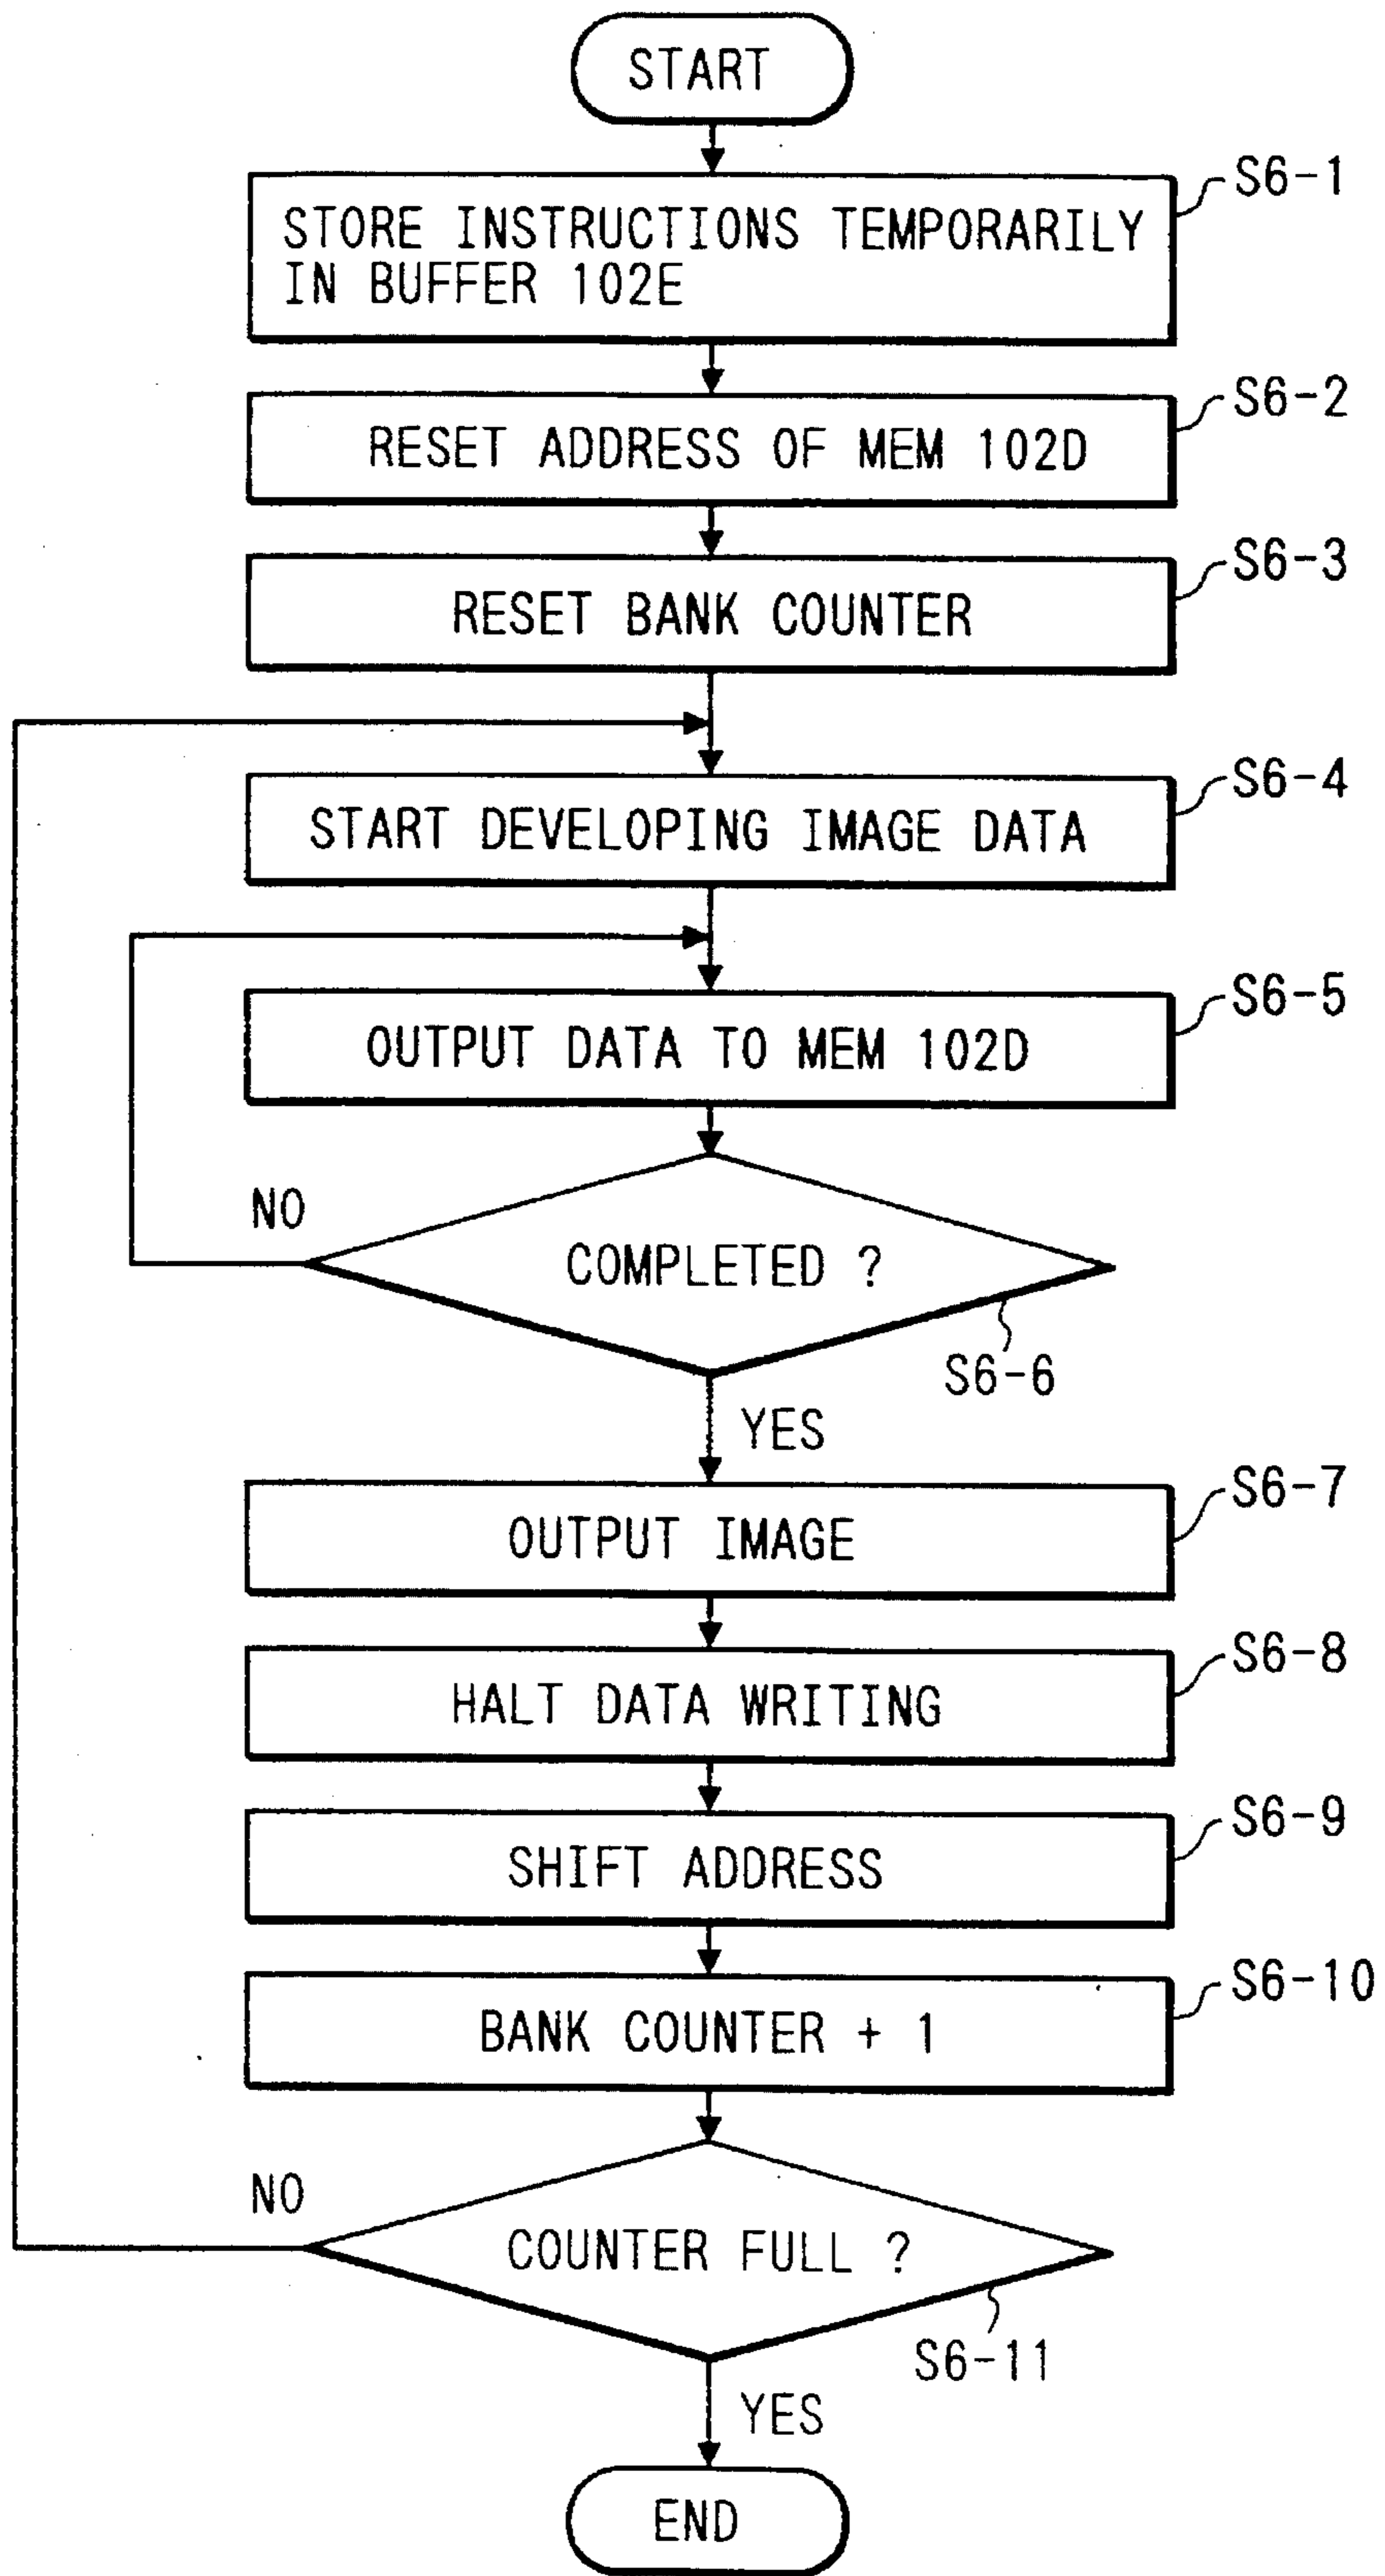 START
S6-1
STORE INSTRUCTIONS TEMPORARILY
IN BUFFER 102E
S6-2
RESET ADDRESS OF MEM 102D
S6-3
RESET BANK COUNTER
S6-4
START DEVELOPING IMAGE DATA
S6-5
OUTPUT DATA TO MEM 102D
NO
COMPLETED ?
S6-6
YES
S6-7
OUTPUT IMAGE
S6-8
HALT DATA WRITING
S6-9
SHIFT ADDRESS
S6-10
BANK COUNTER + 1
NO
COUNTER FULL ?
S6-11
YES
END